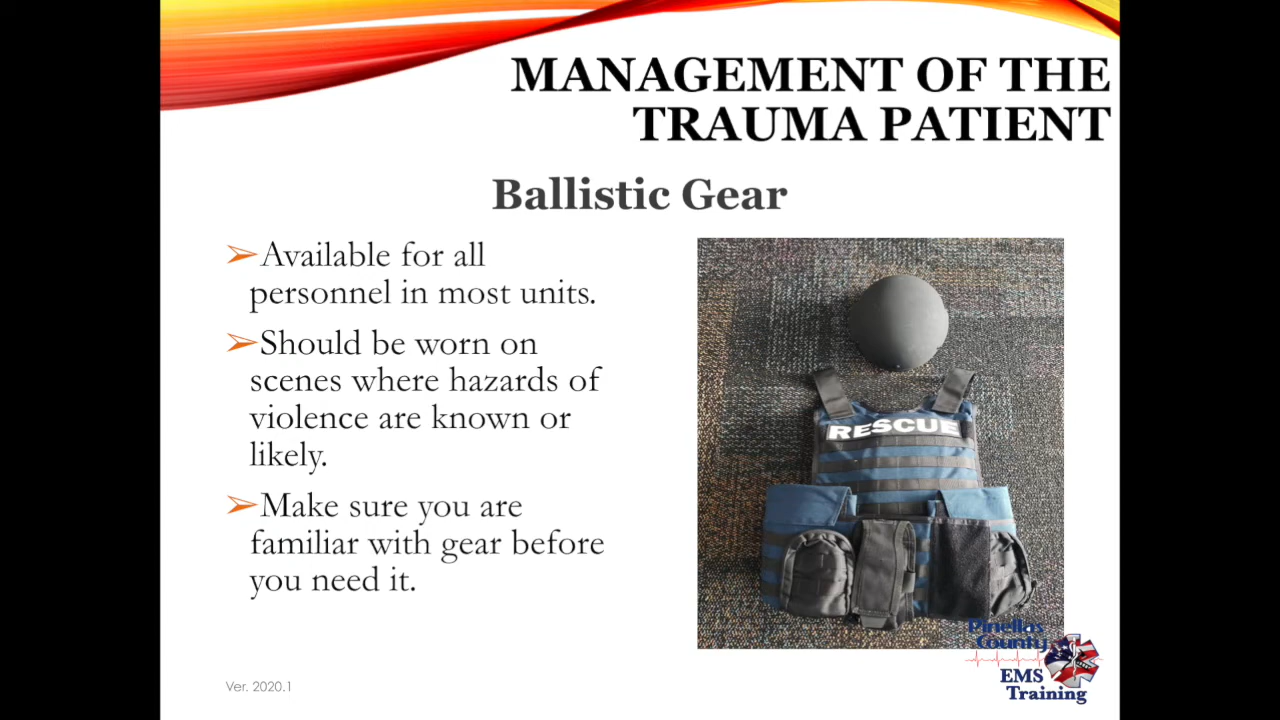 MANAGEMENT OF THE
TRAUMA PATIENT
Ballistic Gear
➢Available for all
personnel in most units.
➢Should be worn on
scenes where hazards of
violence are known or
likely.
➢Make sure you are
familiar with gear before
you need it.
RESCUE
Pinellas
County
EMS
Training
Ver. 2020.1